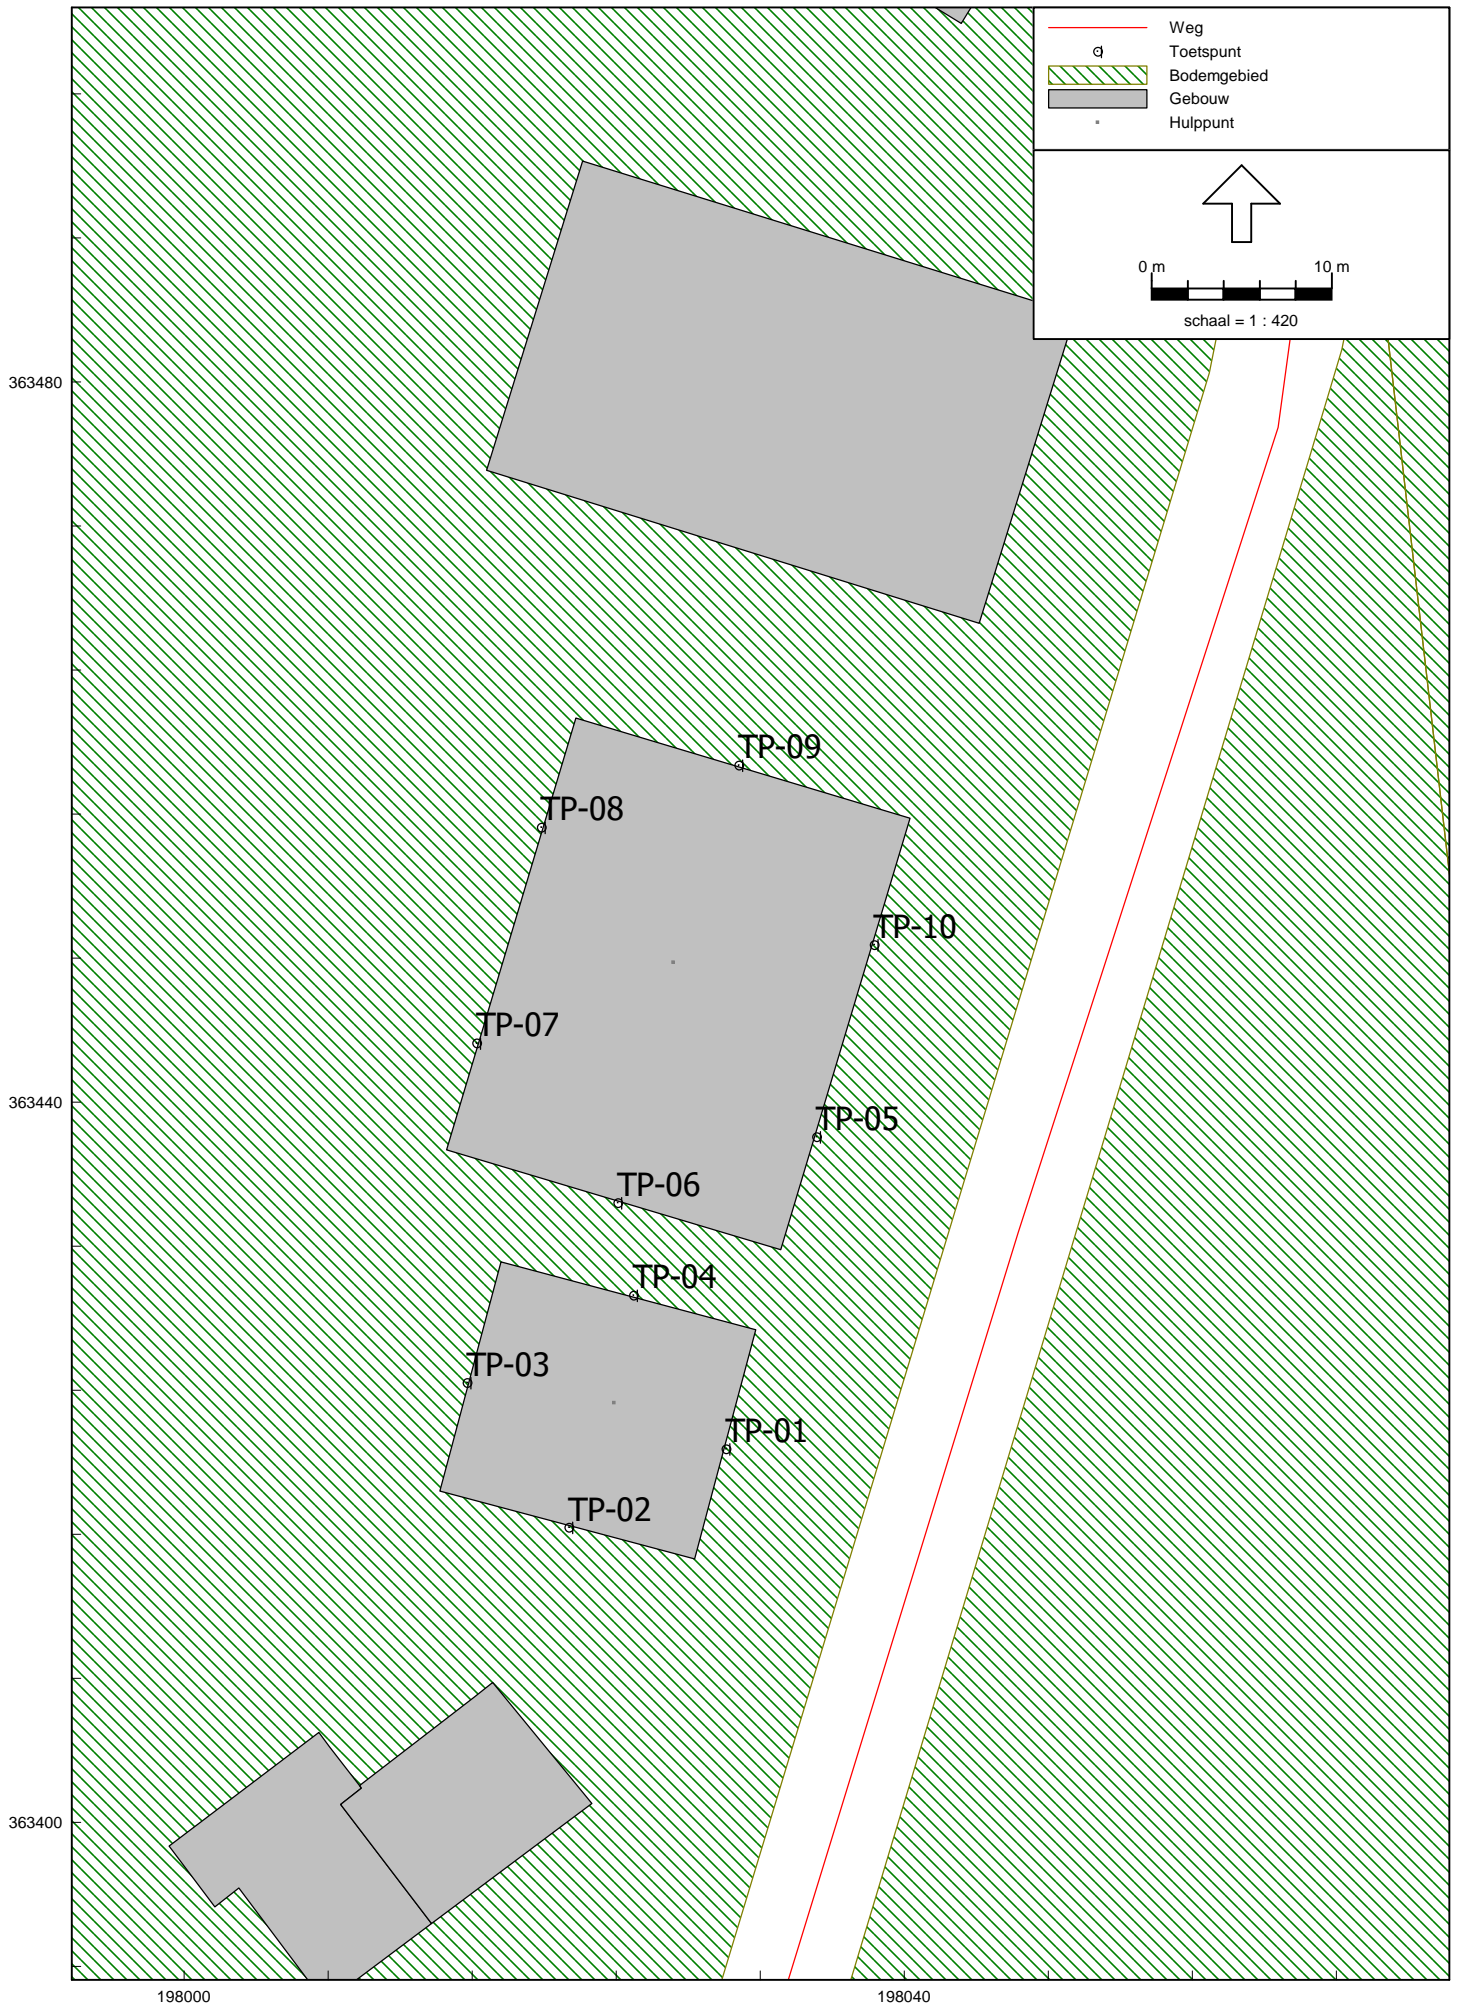 Weg
Toetspunt
Bodemgebied
Gebouw
Hulppunt
0 m 10 m
schaal = 1 : 420
363480
TP-09
TP-08
TP-10
TP-07
363440
TP-05
TP-06
TP-04
TP-03
TP-01
TP-02
363400
198000 198040